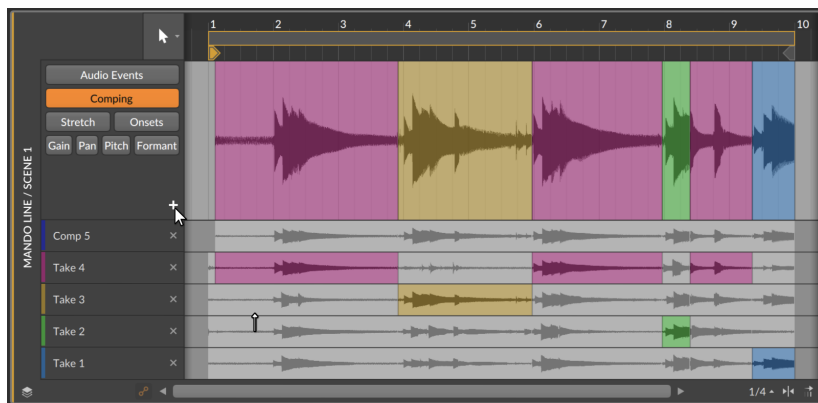 1 2 3 4 5 6 7 8 9 10
Audio Events
Comping
Stretch Onsets
Gain Pan Pitch Formant
MANDO LINE / SCENE 1
Comp 5
Take 4
Take 3
Take 2
Take 1
1/4